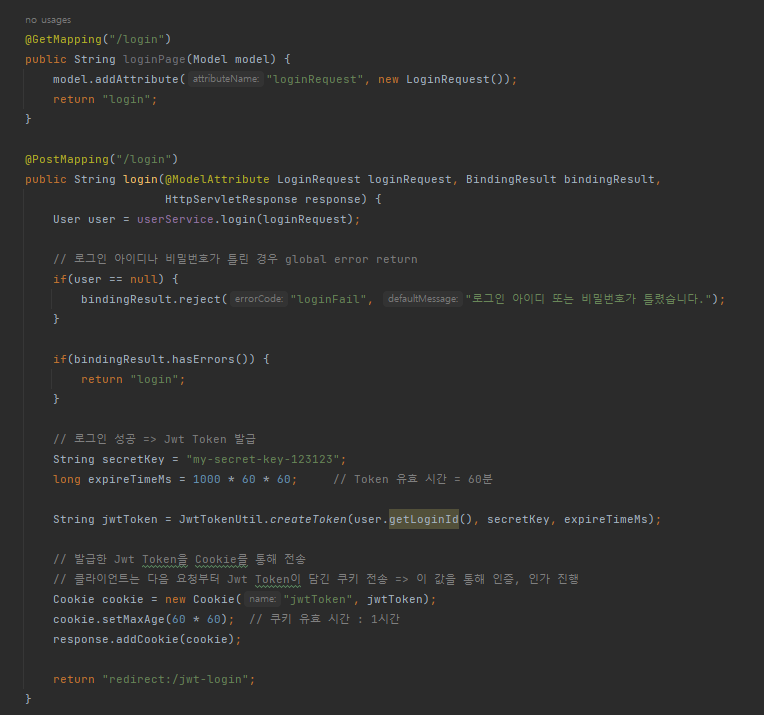 no usages
@GetMapping("/login")
public String loginPage(Model model) {
    model.addAttribute( attributeName: "loginRequest", new LoginRequest());
    return "login";
}
@PostMapping("/login")
public String login(@ModelAttribute LoginRequest loginRequest, BindingResult bindingResult,
                    HttpServletResponse response) {
    User user = userService.login(loginRequest);
    // 로그인 아이디나 비밀번호가 틀린 경우 global error return
    if(user == null) {
        bindingResult.reject( errorCode: "loginFail", defaultMessage: "로그인 아이디 또는 비밀번호가 틀렸습니다.");
    }
    if(bindingResult.hasErrors()) {
        return "login";
    }
    // 로그인 성공 => Jwt Token 발급
    String secretKey = "my-secret-key-123123";
    long expireTimeMs = 1000 * 60 * 60;     // Token 유효 시간 = 60분
    String jwtToken = JwtTokenUtil.createToken(user.getLoginId(), secretKey, expireTimeMs);
    // 발급한 Jwt Token을 Cookie를 통해 전송
    // 클라이언트는 다음 요청부터 Jwt Token이 담긴 쿠키 전송 => 이 값을 통해 인증, 인가 진행
    Cookie cookie = new Cookie( name: "jwtToken", jwtToken);
    cookie.setMaxAge(60 * 60);  // 쿠키 유효 시간 : 1시간
    response.addCookie(cookie);
    return "redirect:/jwt-login";
}